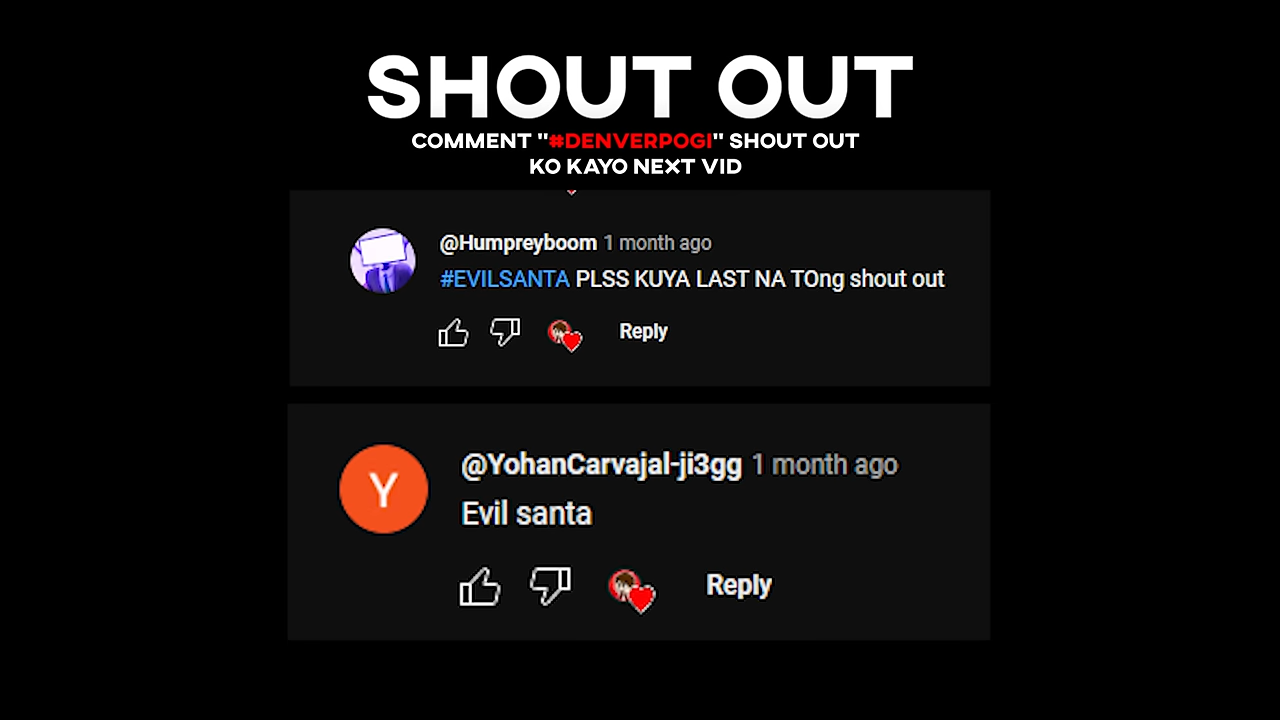 SHOUT OUT
COMMENT "#DENVERPOGI" SHOUT OUT
KO KAYO NEXT VID
@Humpreyboom 1 month ago
#EVILSANTA PLSS KUYA LAST NA TOng shout out
Reply
Y
@YohanCarvajal-ji3gg 1 month ago
Evil santa
Reply